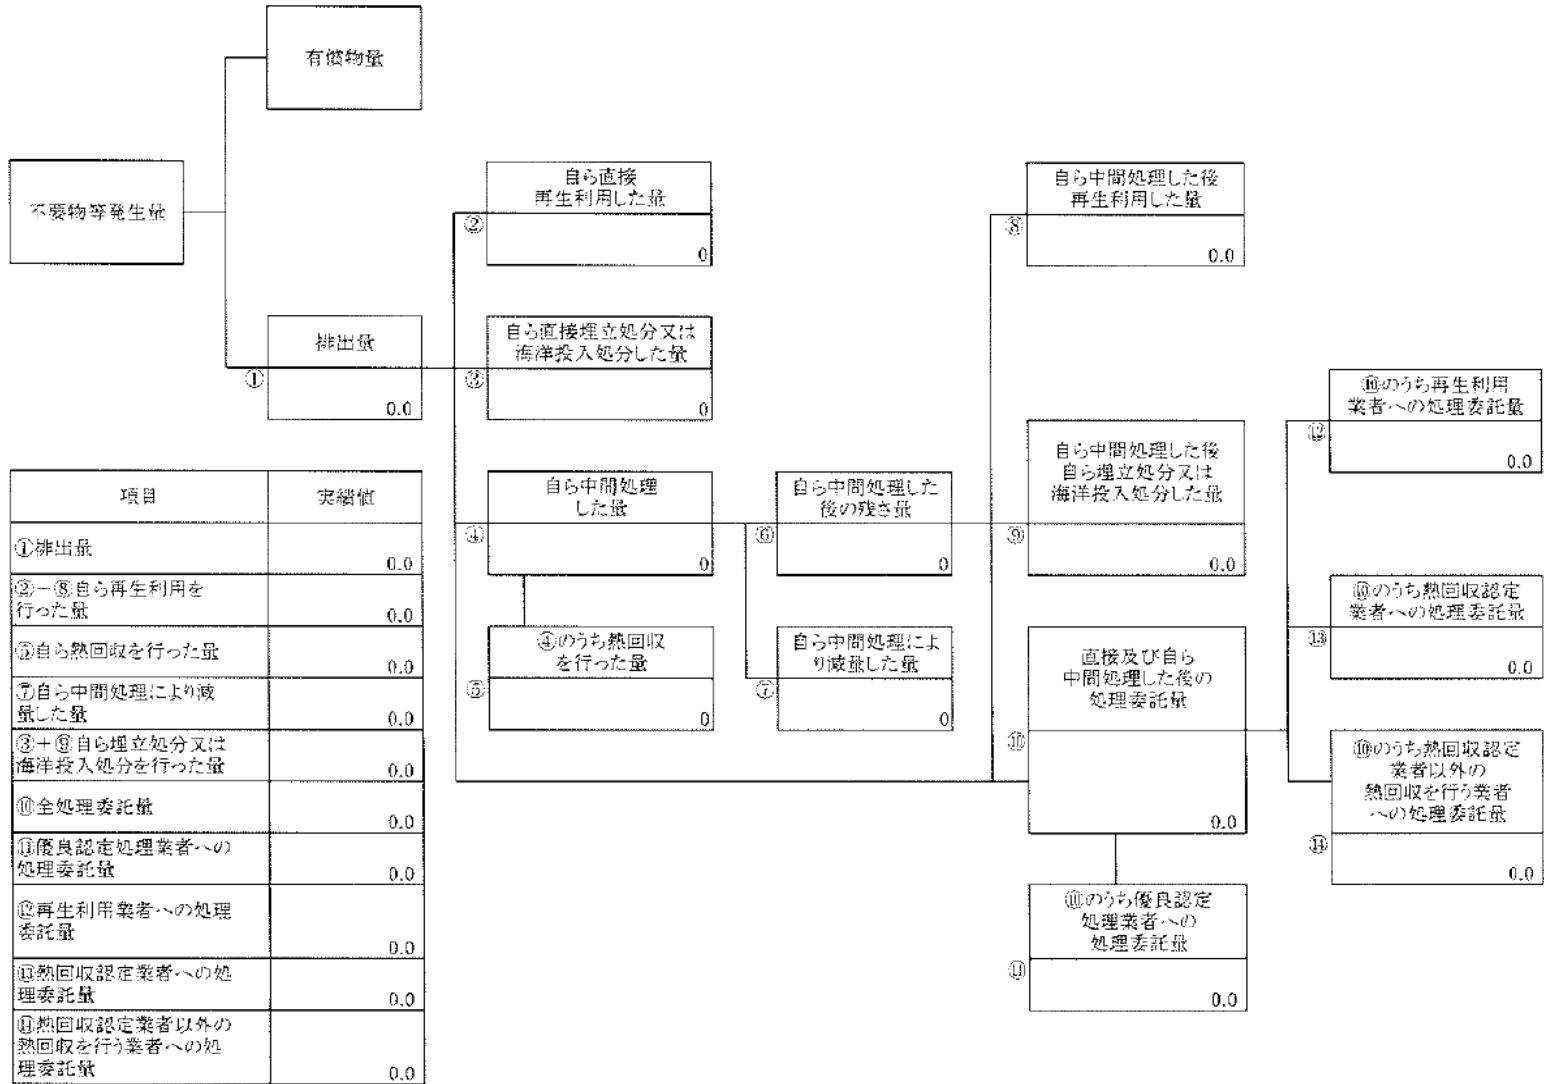 有償物量
不要物等発生量
排出量
①
0.0
自ら直接
再生利用した量
②
0
自ら直接埋立処分又は
海洋投入処分した量
③
0
自ら中間処理
した量
④
0
④のうち熱回収
を行った量
⑤
0
自ら中間処理した
後の残さ量
⑥
0
自ら中間処理によ
り減量した量
⑦
0
自ら中間処理した後
再生利用した量
⑧
0.0
自ら中間処理した後
自ら埋立処分又は
海洋投入処分した量
⑨
0.0
直接及び自ら
中間処理した後の
処理委託量
⑩
0.0
⑩のうち優良認定
処理業者への
処理委託量
⑪
0.0
⑩のうち再生利用
業者への処理委託量
⑫
0.0
⑩のうち熱回収認定
業者への処理委託量
⑬
0.0
⑩のうち熱回収認定
業者以外の
熱回収を行う業者
への処理委託量
⑭
0.0
項目 実績値
①排出量
0.0
②+⑧自ら再生利用を
行った量
0.0
⑤自ら熱回収を行った量
0.0
⑦自ら中間処理により減
量した量
0.0
③+⑨自ら埋立処分又は
海洋投入処分を行った量
0.0
⑩全処理委託量
0.0
⑪優良認定処理業者への
処理委託量
0.0
⑫再生利用業者への処理
委託量
0.0
⑬熱回収認定業者への処
理委託量
0.0
⑭熱回収認定業者以外の
熱回収を行う業者への処
理委託量
0.0